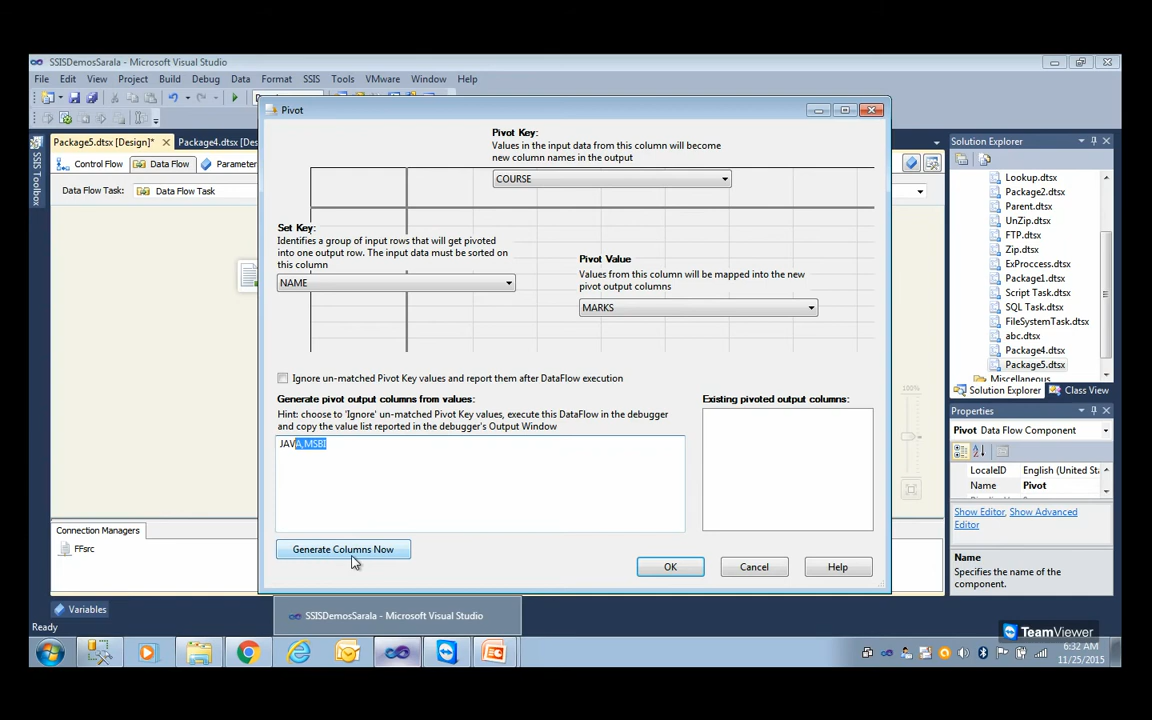 SSISDemosSarala - Microsoft Visual Studio
File Edit View Project Build Debug Data Format SSIS Tools VMware Window Help
Package5.dtsx [Design]* Package4.dtsx [Des
Control Flow Data Flow Parameter
Data Flow Task: Data Flow Task
SSIS Toolbox
Pivot
Pivot Key:
Values in the input data from this column will become
new column names in the output
COURSE
Set Key:
Identifies a group of input rows that will get pivoted
into one output row. The input data must be sorted on
this column
NAME
Pivot Value
Values from this column will be mapped into the new
pivot output columns
MARKS
Ignore un-matched Pivot Key values and report them after DataFlow execution
Generate pivot output columns from values:
Hint: choose to 'Ignore' un-matched Pivot Key values, execute this DataFlow in the debugger
and copy the value list reported in the debugger's Output Window
JAVA,MSBI
Existing pivoted output columns:
Generate Columns Now
OK Cancel Help
100%
Solution Explorer
Lookup.dtsx
Package2.dtsx
Parent.dtsx
UnZip.dtsx
FTP.dtsx
Zip.dtsx
ExProccess.dtsx
Package1.dtsx
Script Task.dtsx
SQL Task.dtsx
FileSystemTask.dtsx
abc.dtsx
Package4.dtsx
Package5.dtsx
Miscellaneous
Solution Explorer Class View
Properties
Pivot Data Flow Component
LocaleID English (United Sta
Name Pivot
Show Editor, Show Advanced
Editor
Name
Specifies the name of the
component.
Connection Managers
FFsrc
Variables
Ready
SSISDemosSarala - Microsoft Visual Studio
TeamViewer
6:32 AM
11/25/2015